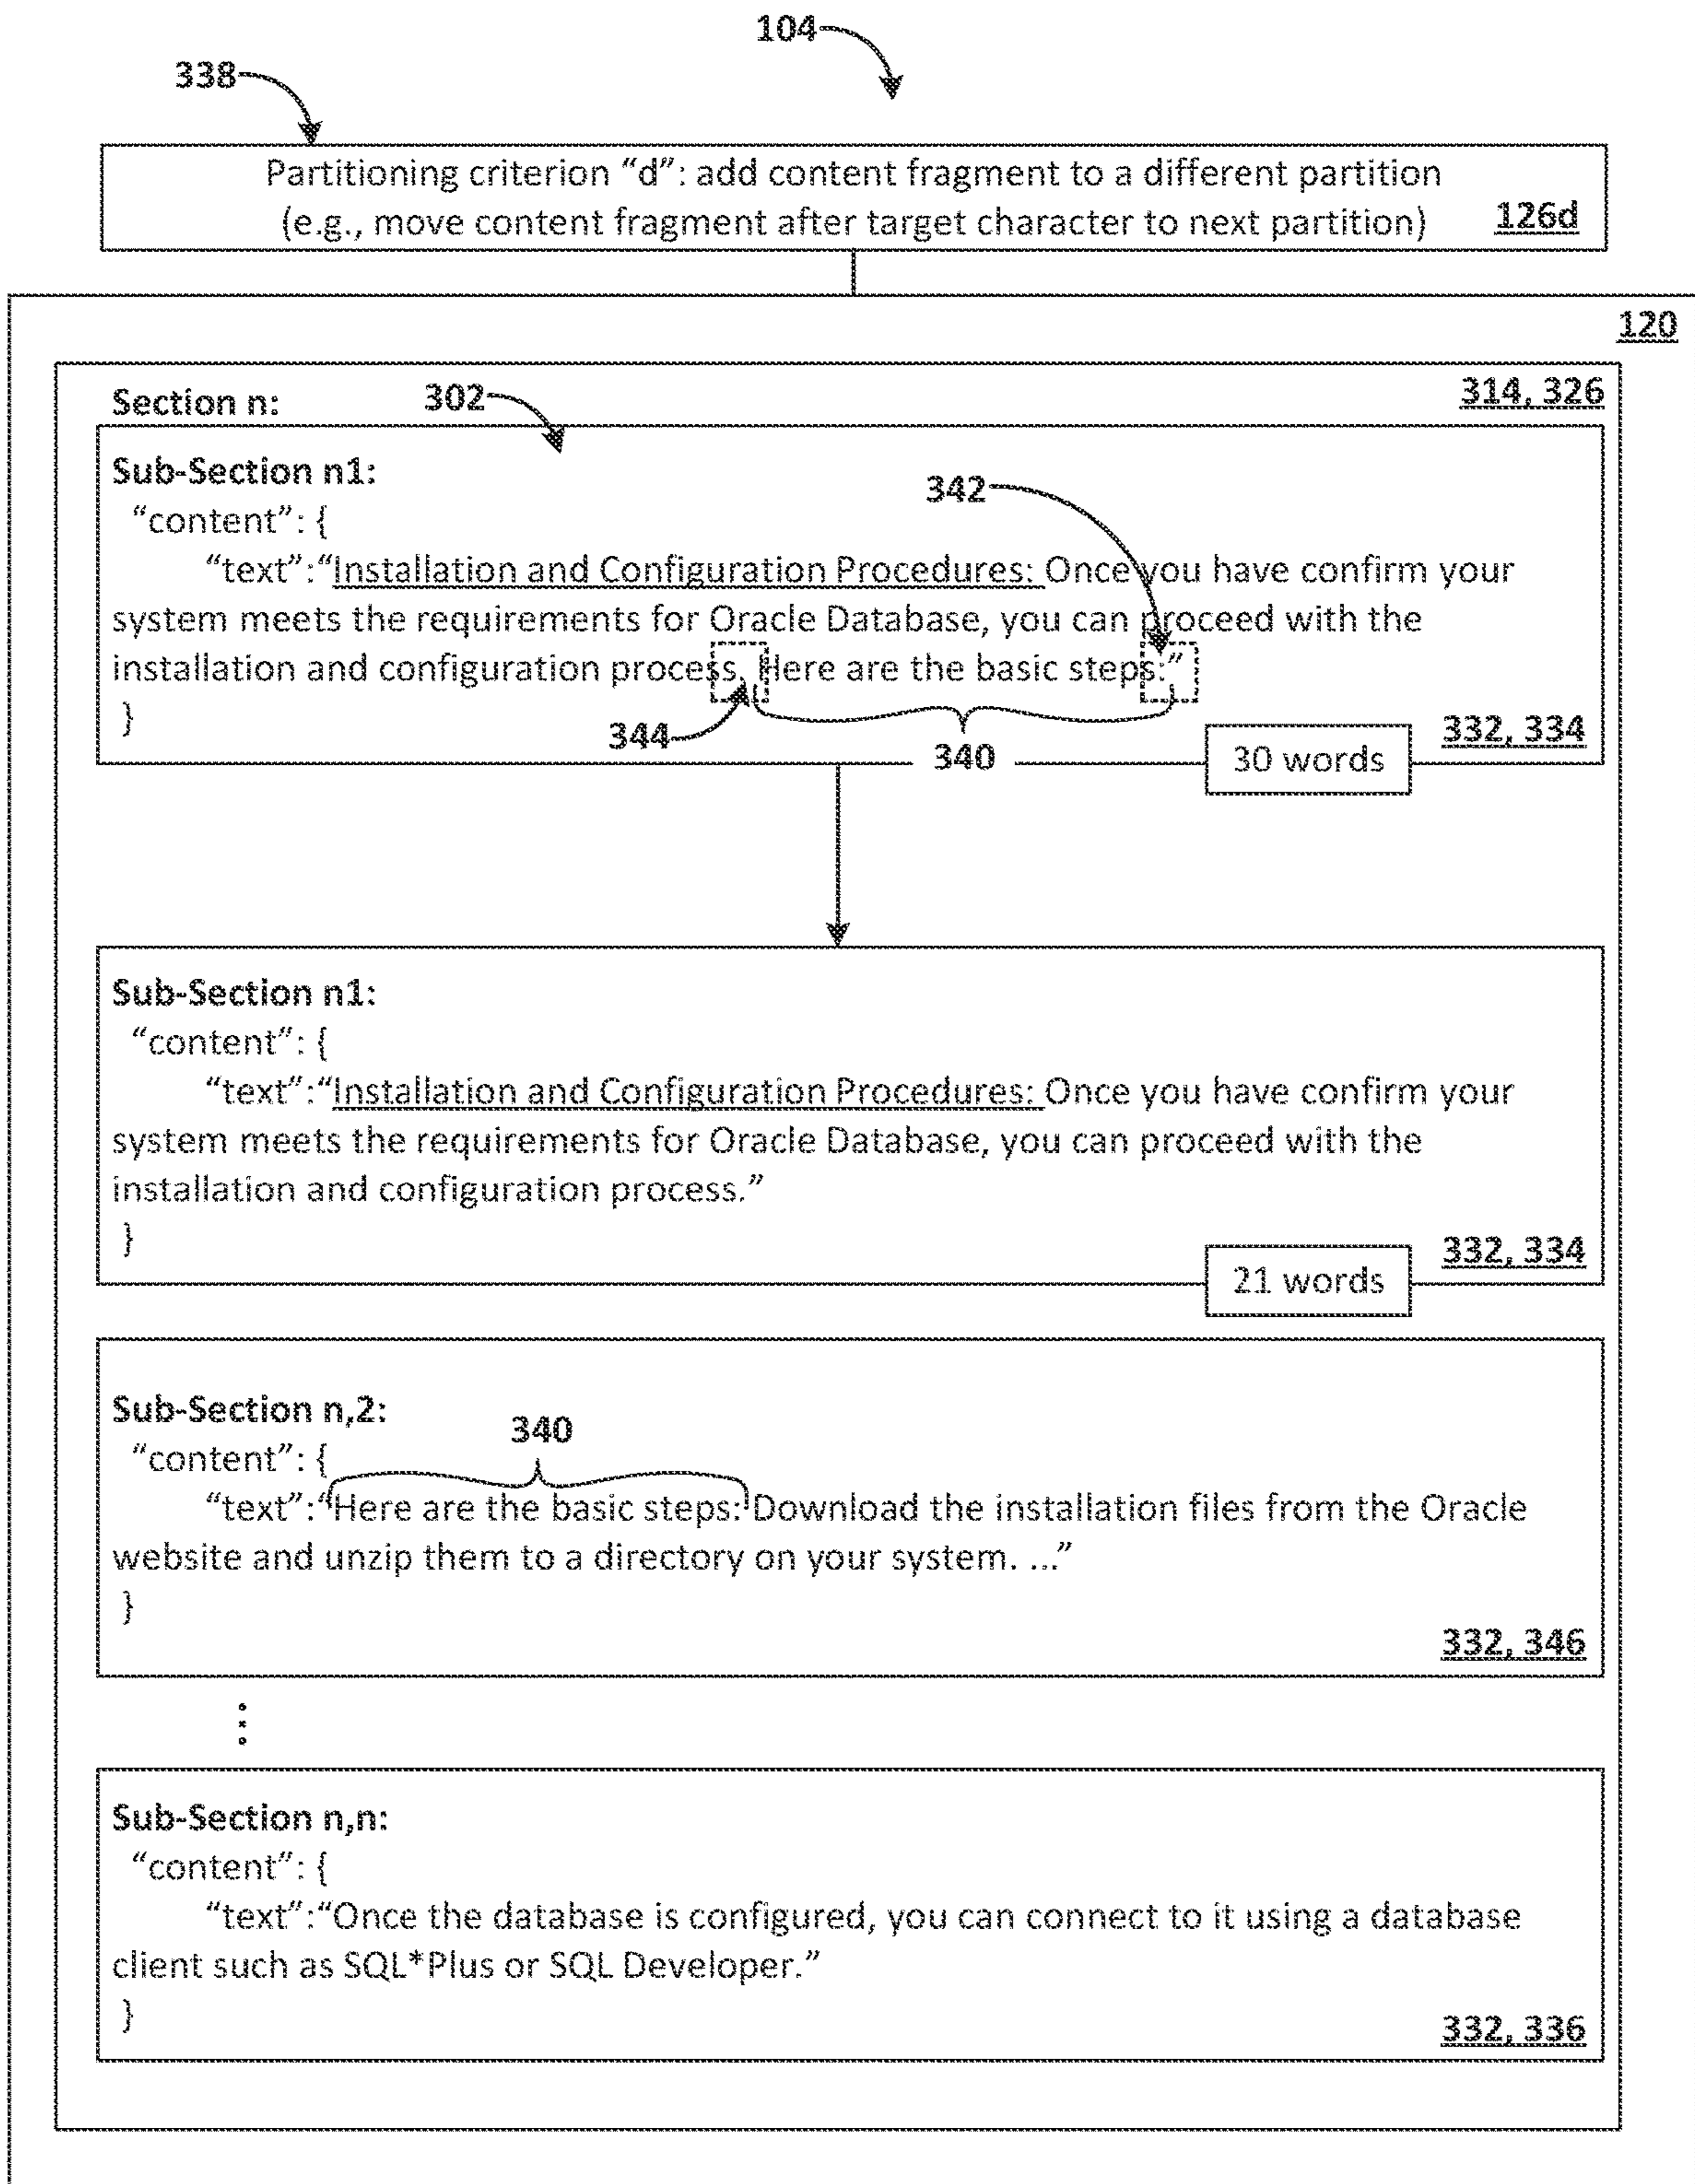 104
338
Partitioning criterion “d”: add content fragment to a different partition
(e.g., move content fragment after target character to next partition) 126d
120
Section n: 302 314, 326
Sub-Section n1:
342
“content”: {
“text”:“Installation and Configuration Procedures: Once you have confirm your
system meets the requirements for Oracle Database, you can proceed with the
installation and configuration process. Here are the basic steps:”
}
344 340 332, 334
30 words
Sub-Section n1:
“content”: {
“text”:“Installation and Configuration Procedures: Once you have confirm your
system meets the requirements for Oracle Database, you can proceed with the
installation and configuration process.”
}
332, 334
21 words
Sub-Section n,2:
340
“content”: {
“text”:“Here are the basic steps: Download the installation files from the Oracle
website and unzip them to a directory on your system. ...”
}
332, 346
Sub-Section n,n:
“content”: {
“text”:“Once the database is configured, you can connect to it using a database
client such as SQL*Plus or SQL Developer.”
}
332, 336